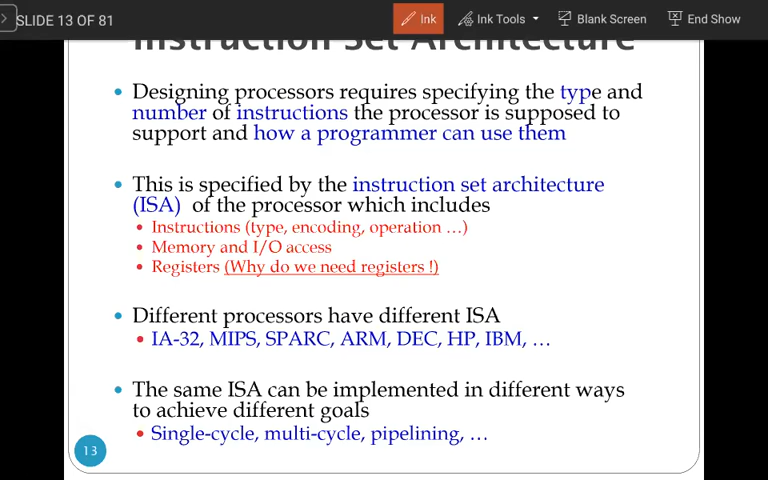 SLIDE 13 OF 81
Ink
Ink Tools
Blank Screen
End Show
Instruction Set Architecture
Designing processors requires specifying the type and
number of instructions the processor is supposed to
support and how a programmer can use them
This is specified by the instruction set architecture
(ISA) of the processor which includes
Instructions (type, encoding, operation …)
Memory and I/O access
Registers (Why do we need registers !)
Different processors have different ISA
IA-32, MIPS, SPARC, ARM, DEC, HP, IBM, …
The same ISA can be implemented in different ways
to achieve different goals
Single-cycle, multi-cycle, pipelining, …
13